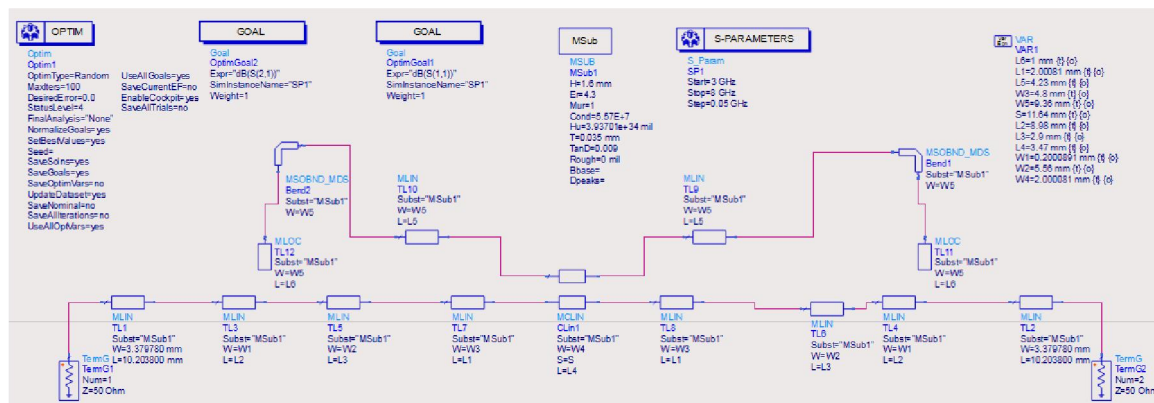 OPTIM
GOAL
GOAL
MSub
S-PARAMETERS
Optim
Optim1
OptimType=Random
MaxIters=100
DesiredError=0.0
StatusLevel=4
FinalAnalysis="None"
NormalizeGoals=yes
SetBestValues=yes
Seed=
SaveSolns=yes
SaveGoals=yes
SaveOptimVars=no
UpdateDataset=yes
SaveNominal=no
SaveAllIterations=no
UseAllOptVars=yes
UseAllGoals=yes
SaveCurrentEF=no
EnableCockpit=yes
SaveAllTrials=no
Goal
OptimGoal2
Expr="dB(S(2,1))"
SimInstanceName="SP1"
Weight=1
Goal
OptimGoal1
Expr="dB(S(1,1))"
SimInstanceName="SP1"
Weight=1
MSUB
MSub1
H=1.6 mm
Er=4.3
Mur=1
Cond=5.57E+7
Hu=3.93701e+34 mil
T=0.035 mm
TanD=0.009
Rough=0 mil
Bbase=
Dpeaks=
S_Param
SP1
Start=3 GHz
Stop=8 GHz
Step=0.05 GHz
VAR
VAR1
L6=1 mm {t} {o}
L1=2.00081 mm {t} {o}
L5=4.23 mm {t} {o}
W3=4.8 mm {t} {o}
W5=9.36 mm {t} {o}
S=11.64 mm {t} {o}
L2=8.98 mm {t} {o}
L3=2.9 mm {t} {o}
L4=3.47 mm {t} {o}
W1=0.2000891 mm {t} {o}
W2=5.56 mm {t} {o}
W4=2.000081 mm {t} {o}
MSOBND_MDS
Bend2
Subst="MSub1"
W=W5
MLIN
TL10
Subst="MSub1"
W=W5
L=L5
MLIN
TL9
Subst="MSub1"
W=W5
L=L5
MSOBND_MDS
Bend1
Subst="MSub1"
W=W5
MLOC
TL12
Subst="MSub1"
W=W5
L=L6
MLOC
TL11
Subst="MSub1"
W=W5
L=L6
MLIN
TL1
Subst="MSub1"
W=3.379780 mm
L=10.203800 mm
MLIN
TL3
Subst="MSub1"
W=W1
L=L2
MLIN
TL5
Subst="MSub1"
W=W2
L=L3
MLIN
TL7
Subst="MSub1"
W=W3
L=L1
MCLIN
CLin1
Subst="MSub1"
W=W4
S=S
L=L4
MLIN
TL8
Subst="MSub1"
W=W3
L=L1
MLIN
TL6
Subst="MSub1"
W=W2
L=L3
MLIN
TL4
Subst="MSub1"
W=W1
L=L2
MLIN
TL2
Subst="MSub1"
W=3.379780 mm
L=10.203800 mm
TermG
TermG1
Num=1
Z=50 Ohm
TermG
TermG2
Num=2
Z=50 Ohm